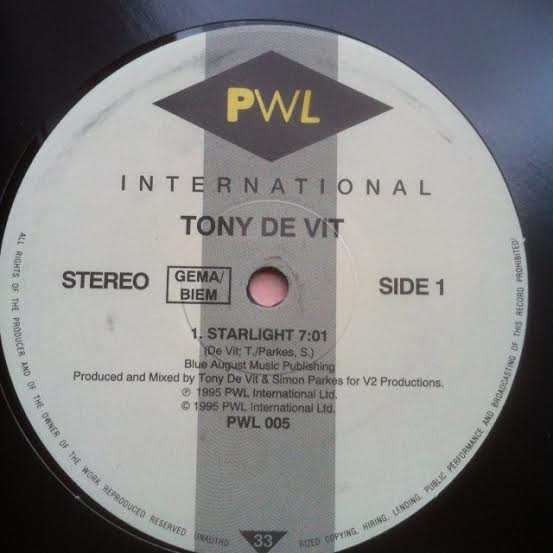 PWL
INTERNATIONAL
TONY DE ViT
STEREO
GEMA/
BIEM
SIDE 1
1. STARLIGHT 7:01
(De Vit; T./Parkes, S.)
Blue August Music Publishing
Produced and Mixed by Tony De Vit & Simon Parkes for V2 Productions.
℗ 1995 PWL International Ltd.
© 1995 PWL International Ltd.
PWL 005
ALL RIGHTS OF THE PRODUCER AND OF THE OWNER OF THE WORK REPRODUCED RESERVED UNAUTHO
33
RIZED COPYING, HIRING, LENDING, PUBLIC PERFORMANCE AND BROADCASTING OF THIS RECORD PROHIBITED!